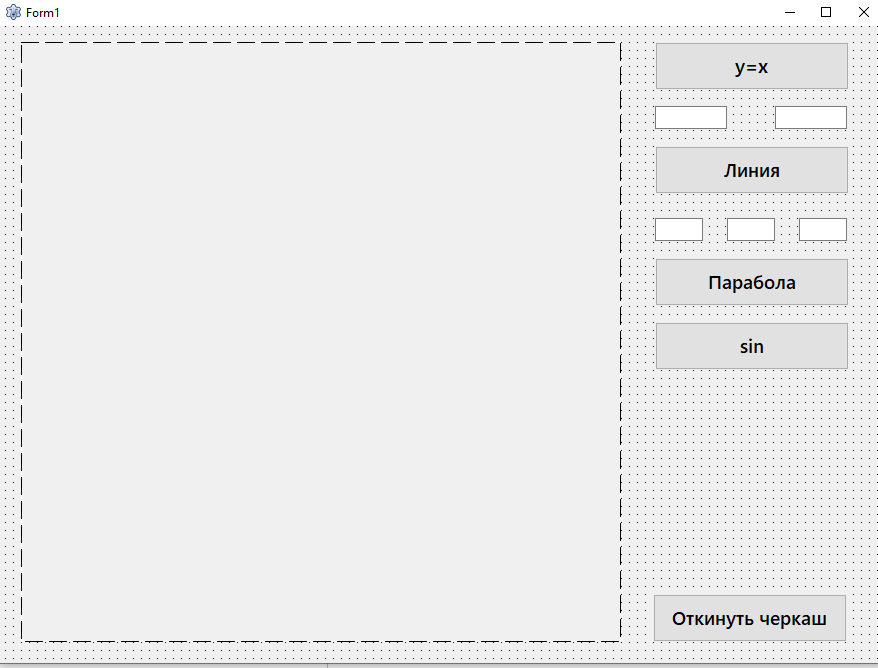 Form1
y=x
Линия
Парабола
sin
Откинуть черкаш